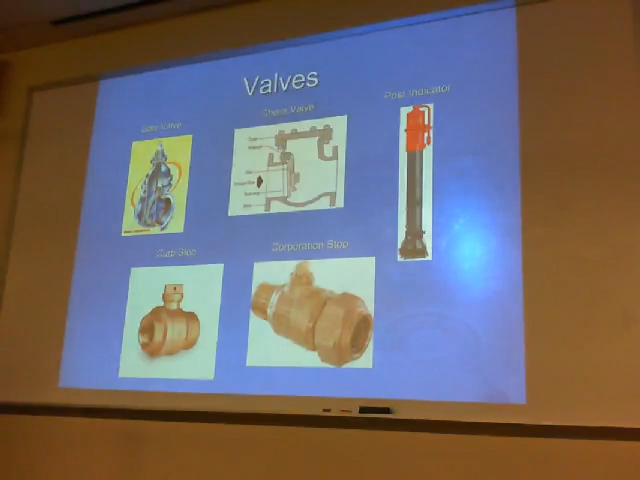 Valves
Gate Valve
Check Valve
Post Indicator
Curb Stop
Corporation Stop